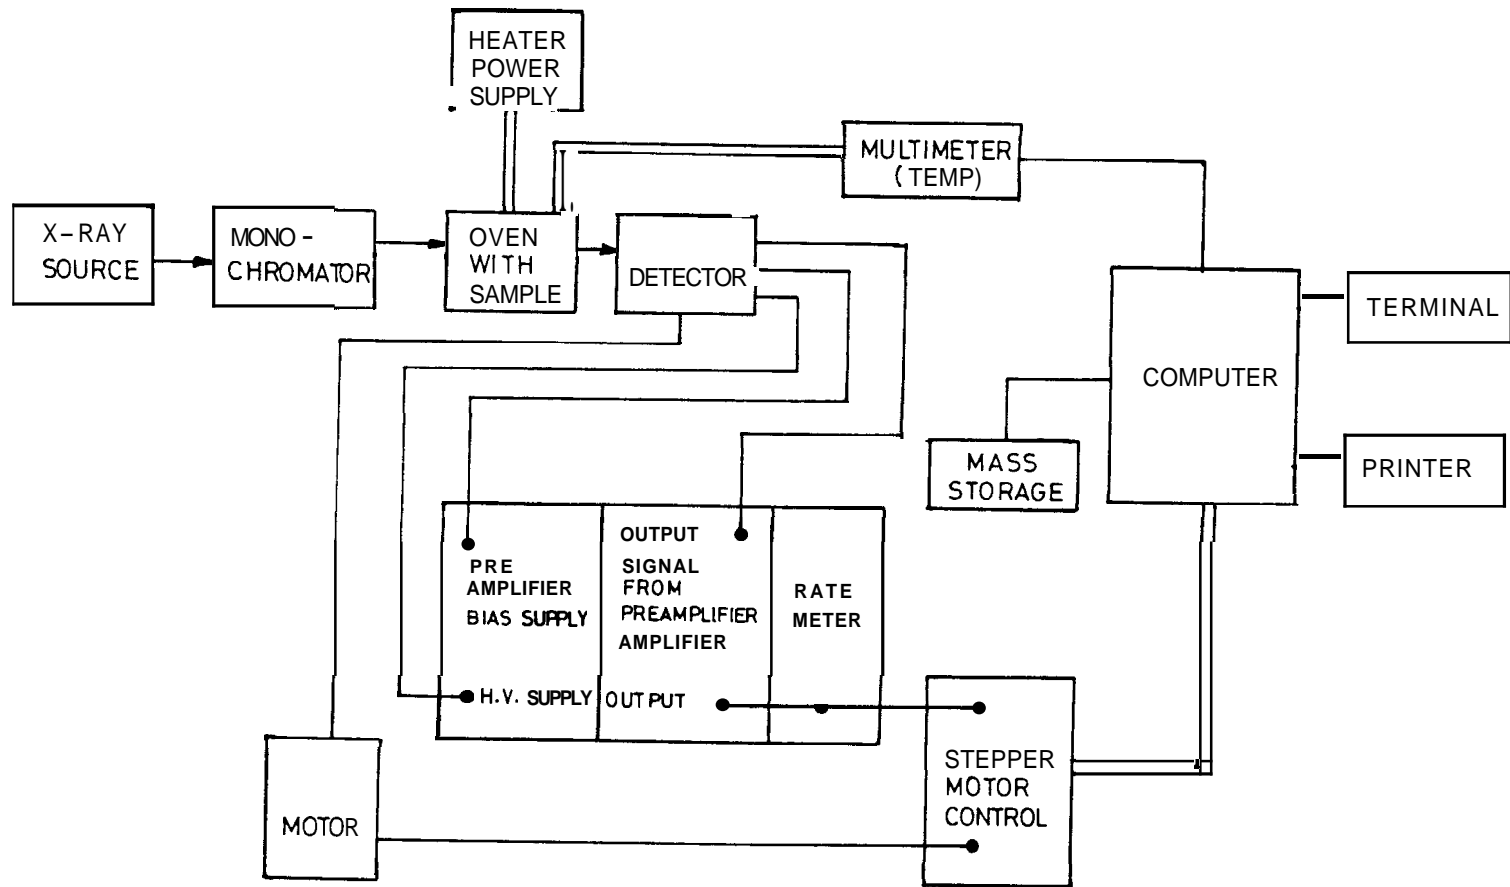 HEATER
POWER
SUPPLY
MULTIMETER
(TEMP)
X-RAY
SOURCE
MONO-
CHROMATOR
OVEN
WITH
SAMPLE
DETECTOR
COMPUTER
TERMINAL
MASS
STORAGE
PRINTER
PRE
AMPLIFIER
BIAS SUPPLY
H.V. SUPPLY
OUTPUT
SIGNAL
FROM
PREAMPLIFIER
AMPLIFIER
OUTPUT
RATE
METER
STEPPER
MOTOR
CONTROL
MOTOR